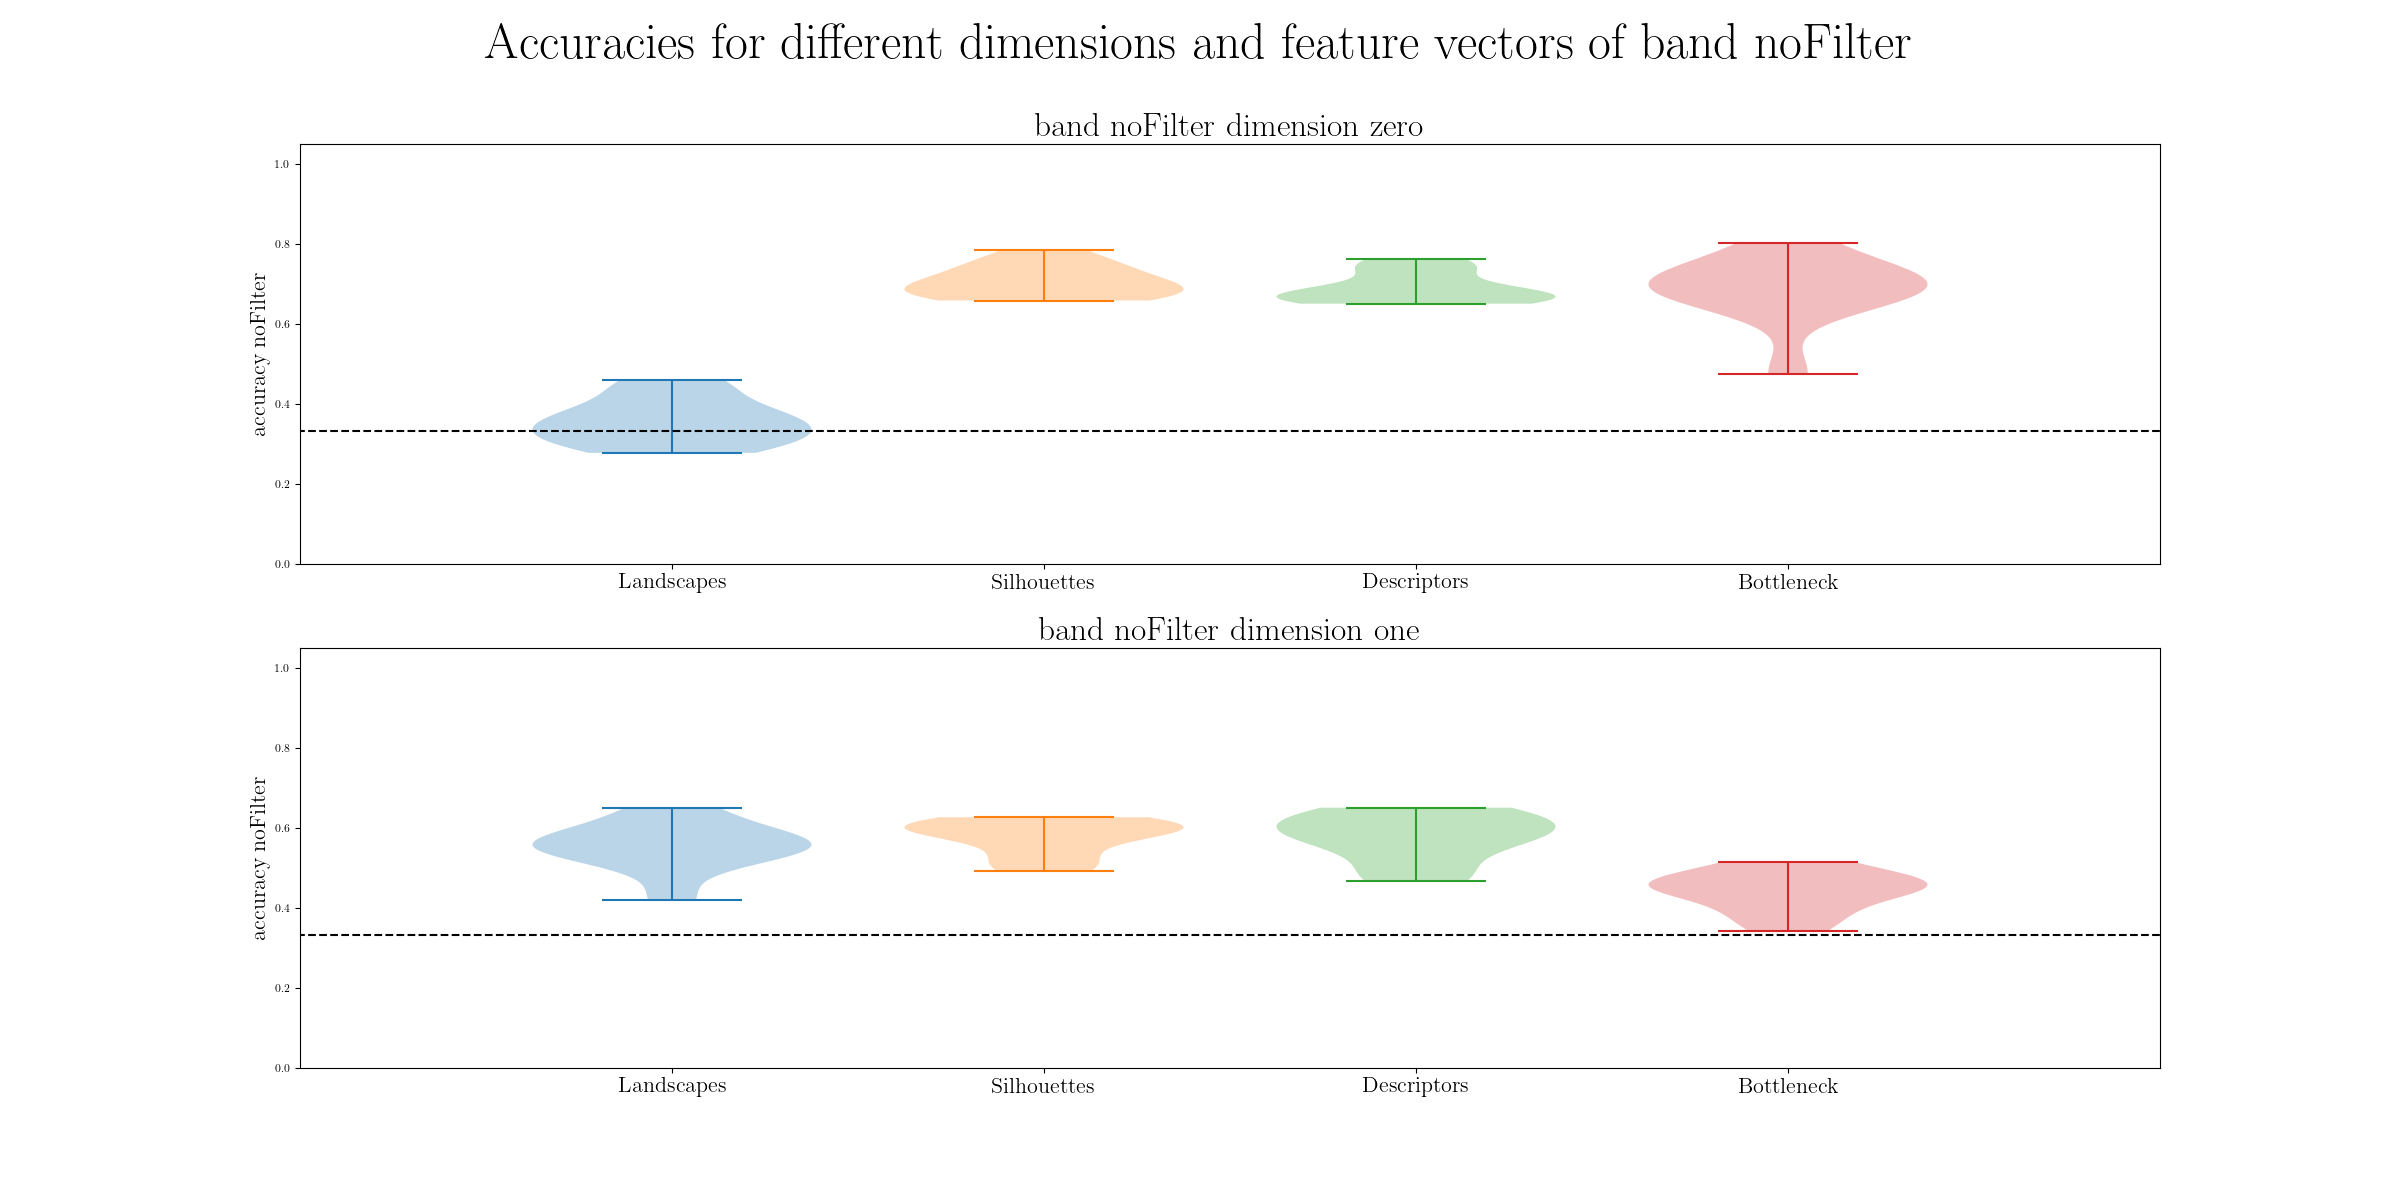 Accuracies for different dimensions and feature vectors of band noFilter
band noFilter dimension zero
accuracy noFilter
1.0
0.8
0.6
0.4
0.2
0.0
Landscapes Silhouettes Descriptors Bottleneck
band noFilter dimension one
accuracy noFilter
1.0
0.8
0.6
0.4
0.2
0.0
Landscapes Silhouettes Descriptors Bottleneck